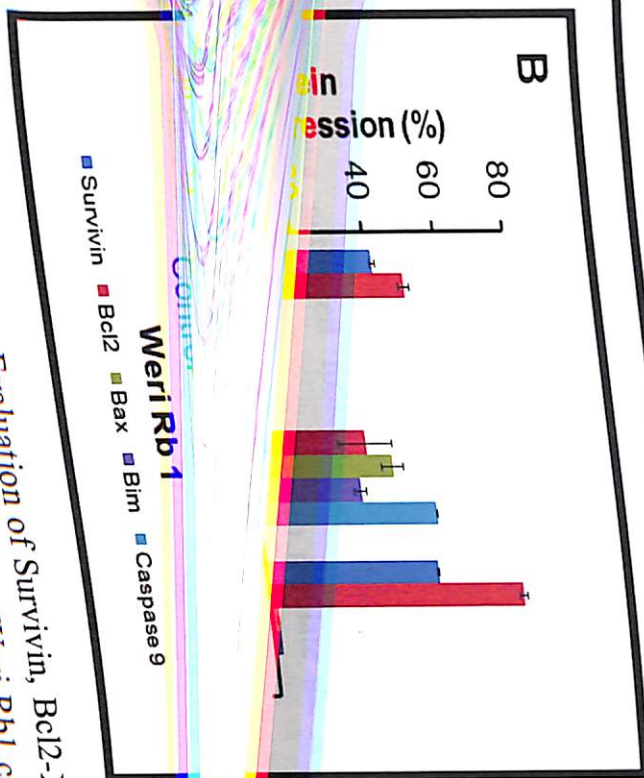 B
ein
ession (%)
80
60
40
Weri Rb 1
Survivin Bcl2 Bax Bim Caspase 9
Evaluation of Survivin, Bcl2-